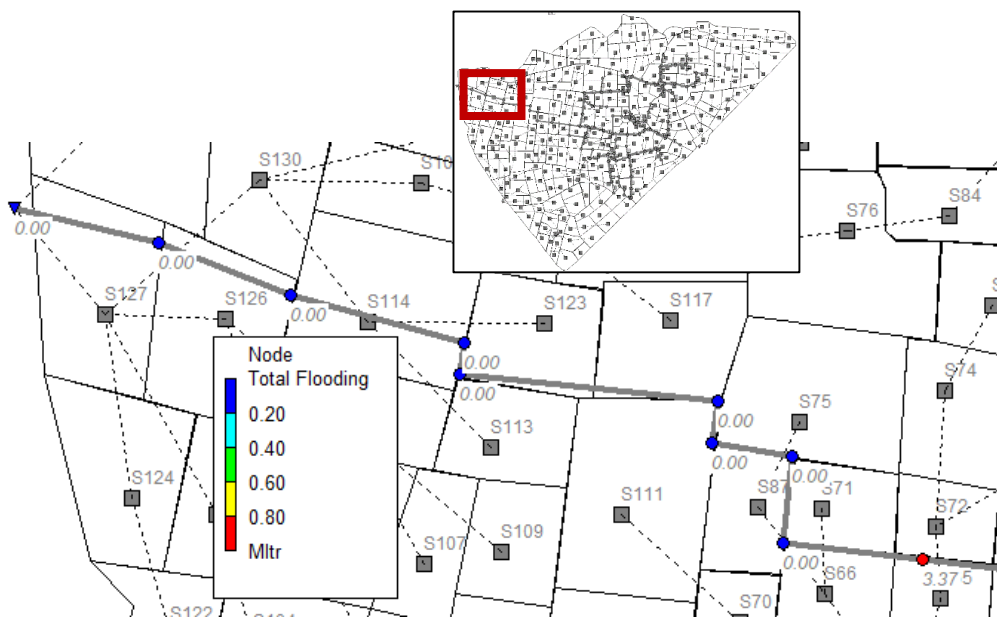 S130
S84
S76
0.00
0.00
S127
S126
0.00
S114
S123
S117
Node
Total Flooding
0.20
0.40
0.60
0.80
Mltr
0.00
0.00
S74
0.00
S75
S113
0.00
0.00
S124
S111
S87
S71
S72
S109
S107
0.00
3.37
S66
S70
S122